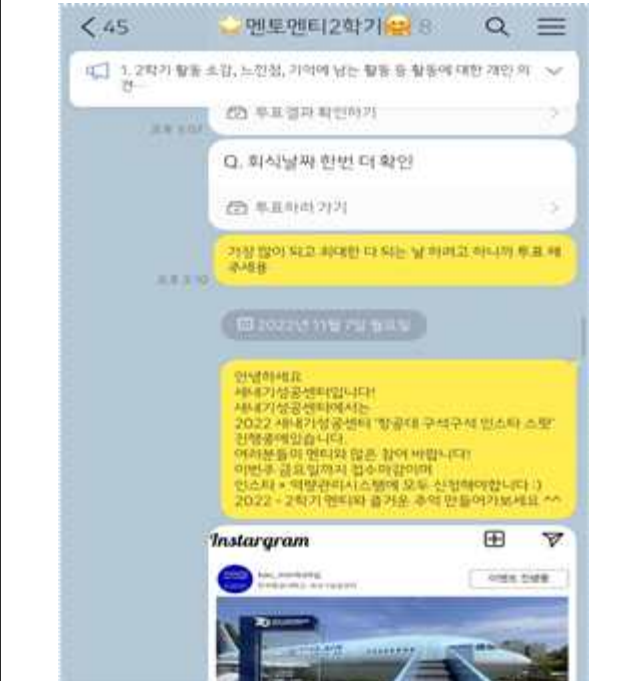 45 멘토멘티2학기 8
1. 2학기 활동 소감, 느낀점, 기억에 남는 활동 등 활동에 대한 개인 의
견...
투표결과 확인하기
Q. 회식날짜 한번 더 확인
투표하러 가기
가장 많이 되고 최대한 다 되는 날 하려고 하니까 투표 해
주세용
오후 3:10
2022년 11월 7일 월요일
안녕하세요
새내기성공센터입니다!
새내기성공센터에서는
2022 새내기성공센터 '항공대 구석구석 인스타 스팟'
진행중에있습니다.
여러분들의 멘티와 많은 참여 바랍니다!
이번주 금요일까지 접수마감이며
인스타 + 역량관리시스템에 모두 신청해야합니다 :)
2022 - 2학기 멘티와 즐거운 추억 만들어가보세요 ^^
Instargram
이벤트 진행중